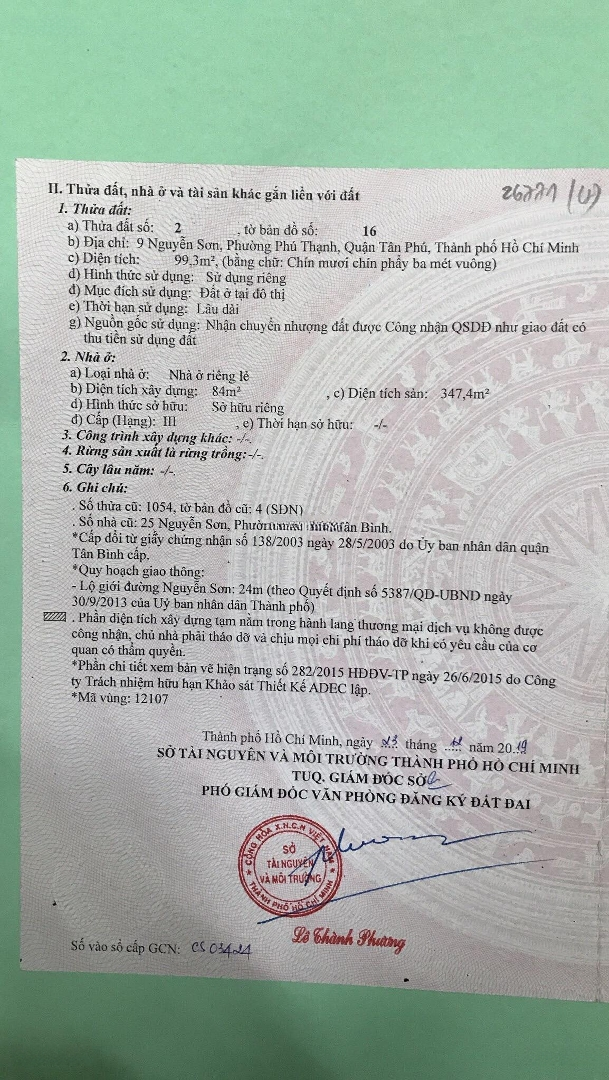 26771 (U)
II. Thửa đất, nhà ở và tài sản khác gắn liền với đất
1. Thửa đất:
a) Thửa đất số: 2 , tờ bản đồ số: 16
b) Địa chỉ: 9 Nguyễn Sơn, Phường Phú Thạnh, Quận Tân Phú, Thành phố Hồ Chí Minh
c) Diện tích: 99,3m², (bằng chữ: Chín mươi chín phẩy ba mét vuông)
d) Hình thức sử dụng: Sử dụng riêng
đ) Mục đích sử dụng: Đất ở tại đô thị
e) Thời hạn sử dụng: Lâu dài
g) Nguồn gốc sử dụng: Nhận chuyển nhượng đất được Công nhận QSDĐ như giao đất có
thu tiền sử dụng đất
2. Nhà ở:
a) Loại nhà ở: Nhà ở riêng lẻ
b) Diện tích xây dựng: 84m² , c) Diện tích sàn: 347,4m²
d) Hình thức sở hữu: Sở hữu riêng
đ) Cấp (Hạng): III , e) Thời hạn sở hữu: -/-
3. Công trình xây dựng khác: -/-.
4. Rừng sản xuất là rừng trồng: -/-.
5. Cây lâu năm: -/-.
6. Ghi chú:
. Số thửa cũ: 1054, tờ bản đồ cũ: 4 (SĐN)
. Số nhà cũ: 25 Nguyễn Sơn, Tân Bình.
*Cấp đổi từ giấy chứng nhận số 138/2003 ngày 28/5/2003 do Ủy ban nhân dân quận
Tân Bình cấp.
*Quy hoạch giao thông:
- Lộ giới đường Nguyễn Sơn: 24m (theo Quyết định số 5387/QĐ-UBND ngày
30/9/2013 của Uỷ ban nhân dân Thành phố)
. Phần diện tích xây dựng tạm nằm trong hành lang thương mại dịch vụ không được
công nhận, chủ nhà phải tháo dỡ và chịu mọi chi phí tháo dỡ khi có yêu cầu của cơ
quan có thẩm quyền.
*Phần chi tiết xem bản vẽ hiện trạng số 282/2015 HĐĐV-TP ngày 26/6/2015 do Công
ty Trách nhiệm hữu hạn Khảo sát Thiết Kế ADEC lập.
*Mã vùng: 12107
Thành phố Hồ Chí Minh, ngày 23 tháng năm 2019
SỞ TÀI NGUYÊN VÀ MÔI TRƯỜNG THÀNH PHỐ HỒ CHÍ MINH
TUQ. GIÁM ĐỐC SỞ
PHÓ GIÁM ĐỐC VĂN PHÒNG ĐĂNG KÝ ĐẤT ĐAI
CỘNG HÒA X.H.C.N VIỆT NAM
SỞ
TÀI NGUYÊN
VÀ MÔI TRƯỜNG
THÀNH PHỐ HỒ CHÍ MINH
Lê Thành Phương
Số vào sổ cấp GCN: CS 03424